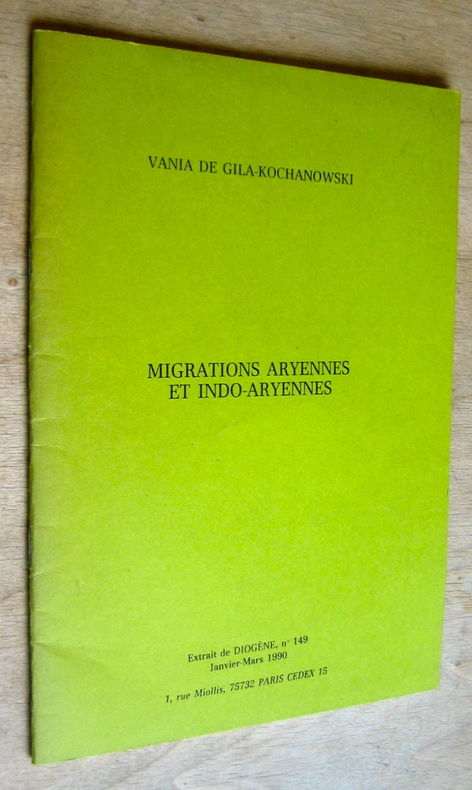 VANIA DE GILA-KOCHANOWSKI
MIGRATIONS ARYENNES
ET INDO-ARYENNES
Extrait de DIOGÈNE, n° 149
Janvier-Mars 1990
1, rue Miollis, 75732 PARIS CEDEX 15